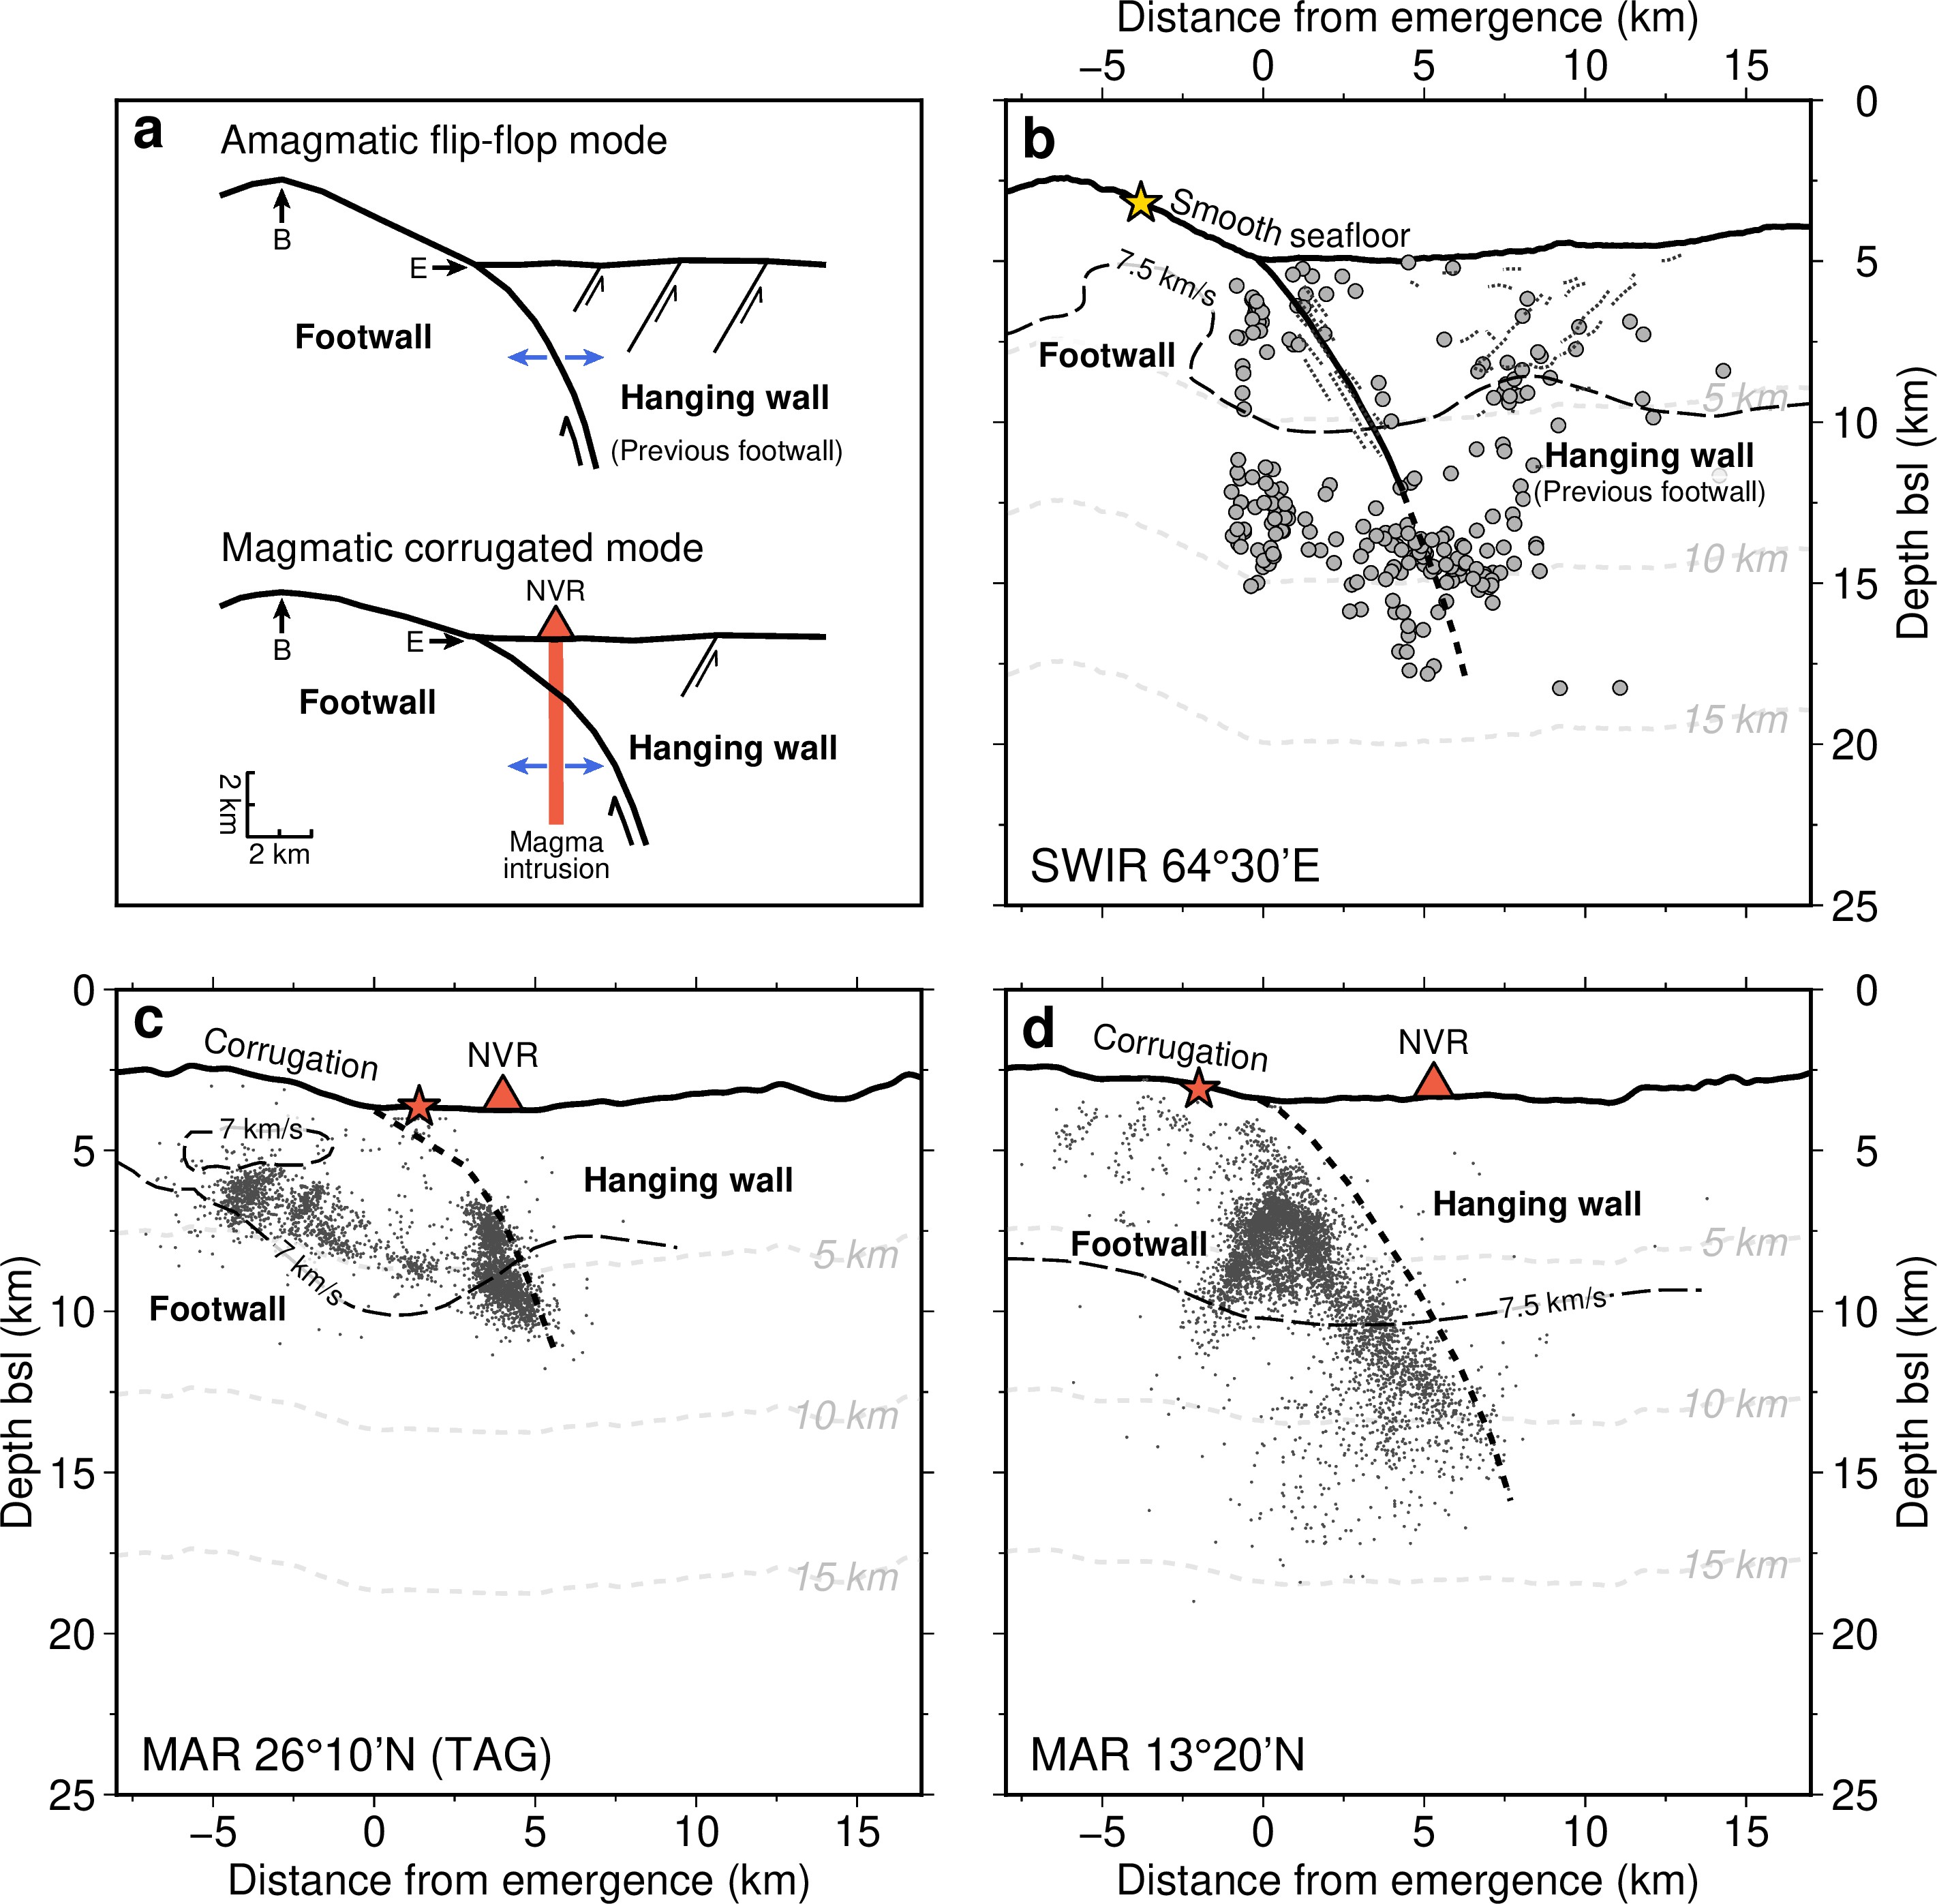 Distance from emergence (km)
−5 0 5 10 15
a
Amagmatic flip-flop mode
B
E
Footwall
Hanging wall
(Previous footwall)
Magmatic corrugated mode
NVR
B
E
Footwall
Hanging wall
2 km
2 km
Magma
intrusion
b
Smooth seafloor
7.5 km/s
Footwall
5 km
Hanging wall
(Previous footwall)
10 km
15 km
SWIR 64°30’E
0
5
10
15
20
25
Depth bsl (km)
c
Corrugation
NVR
7 km/s
Hanging wall
7 km/s
5 km
Footwall
10 km
15 km
MAR 26°10’N (TAG)
0
5
10
15
20
25
Depth bsl (km)
−5 0 5 10 15
Distance from emergence (km)
d
Corrugation
NVR
Hanging wall
Footwall
5 km
7.5 km/s
10 km
15 km
MAR 13°20’N
0
5
10
15
20
25
Depth bsl (km)
−5 0 5 10 15
Distance from emergence (km)